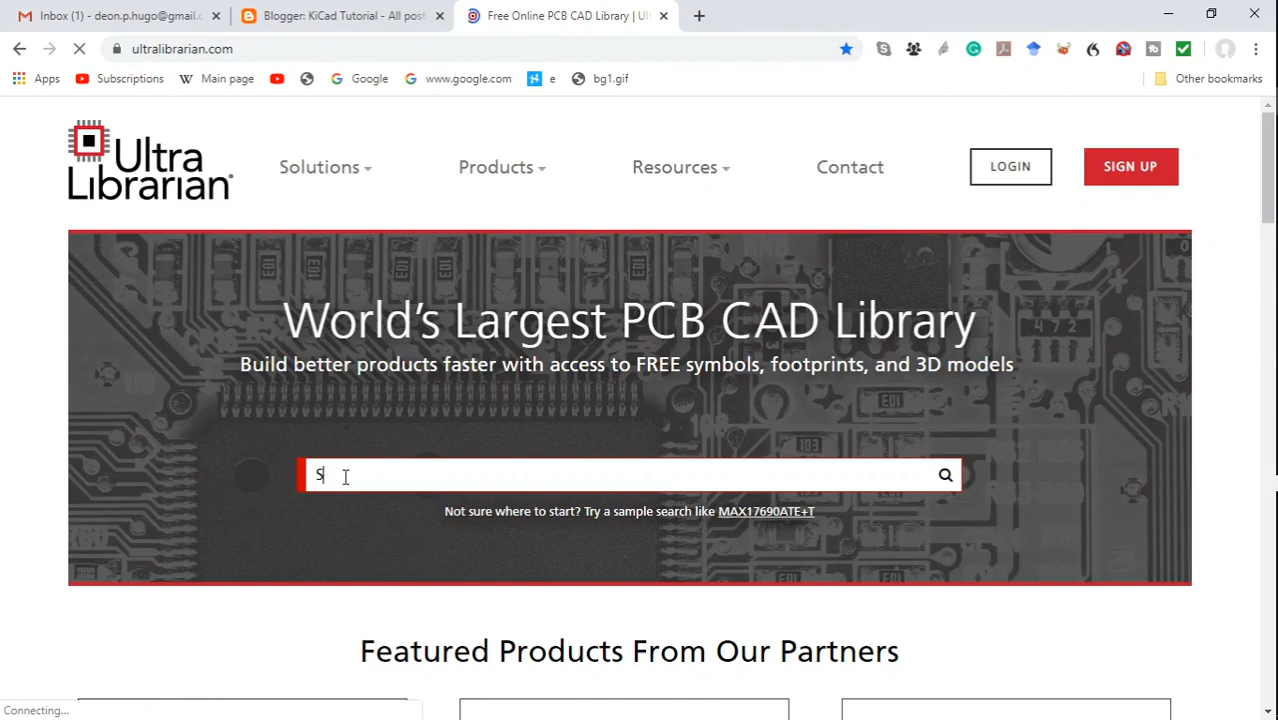 Inbox (1) - deon.p.hugo@gmail.c
Blogger: KiCad Tutorial - All post
Free Online PCB CAD Library | Ul
ultralibrarian.com
Apps
Subscriptions
Main page
Google
www.google.com
e
bg1.gif
Other bookmarks
Ultra
Librarian
Solutions
Products
Resources
Contact
LOGIN
SIGN UP
World's Largest PCB CAD Library
Build better products faster with access to FREE symbols, footprints, and 3D models
S
Not sure where to start? Try a sample search like MAX17690ATE+T
Featured Products From Our Partners
Connecting...